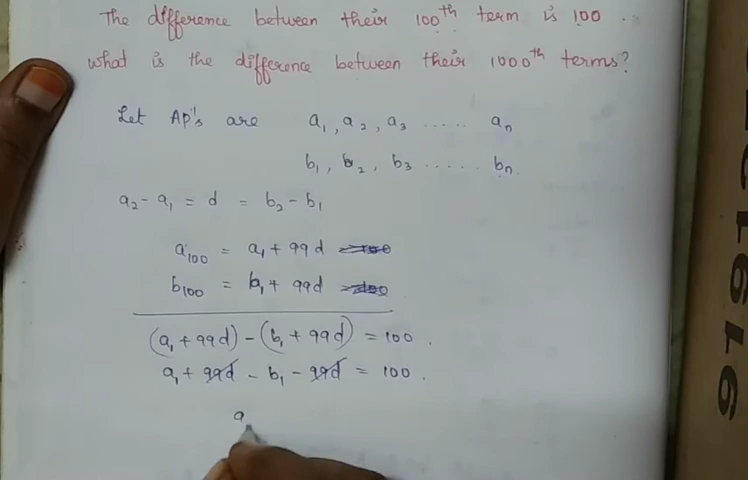 The difference between their 100th term is 100 ..
what is the difference between their 1000th terms?
Let AP's are a1, a2, a3 ..... an
b1, b2, b3 ..... bn
a2 - a1 = d = b2 - b1
a100 = a1 + 99d
b100 = b1 + 99d
(a1 + 99d) - (b1 + 99d) = 100.
a1 + 99d - b1 - 99d = 100.
a